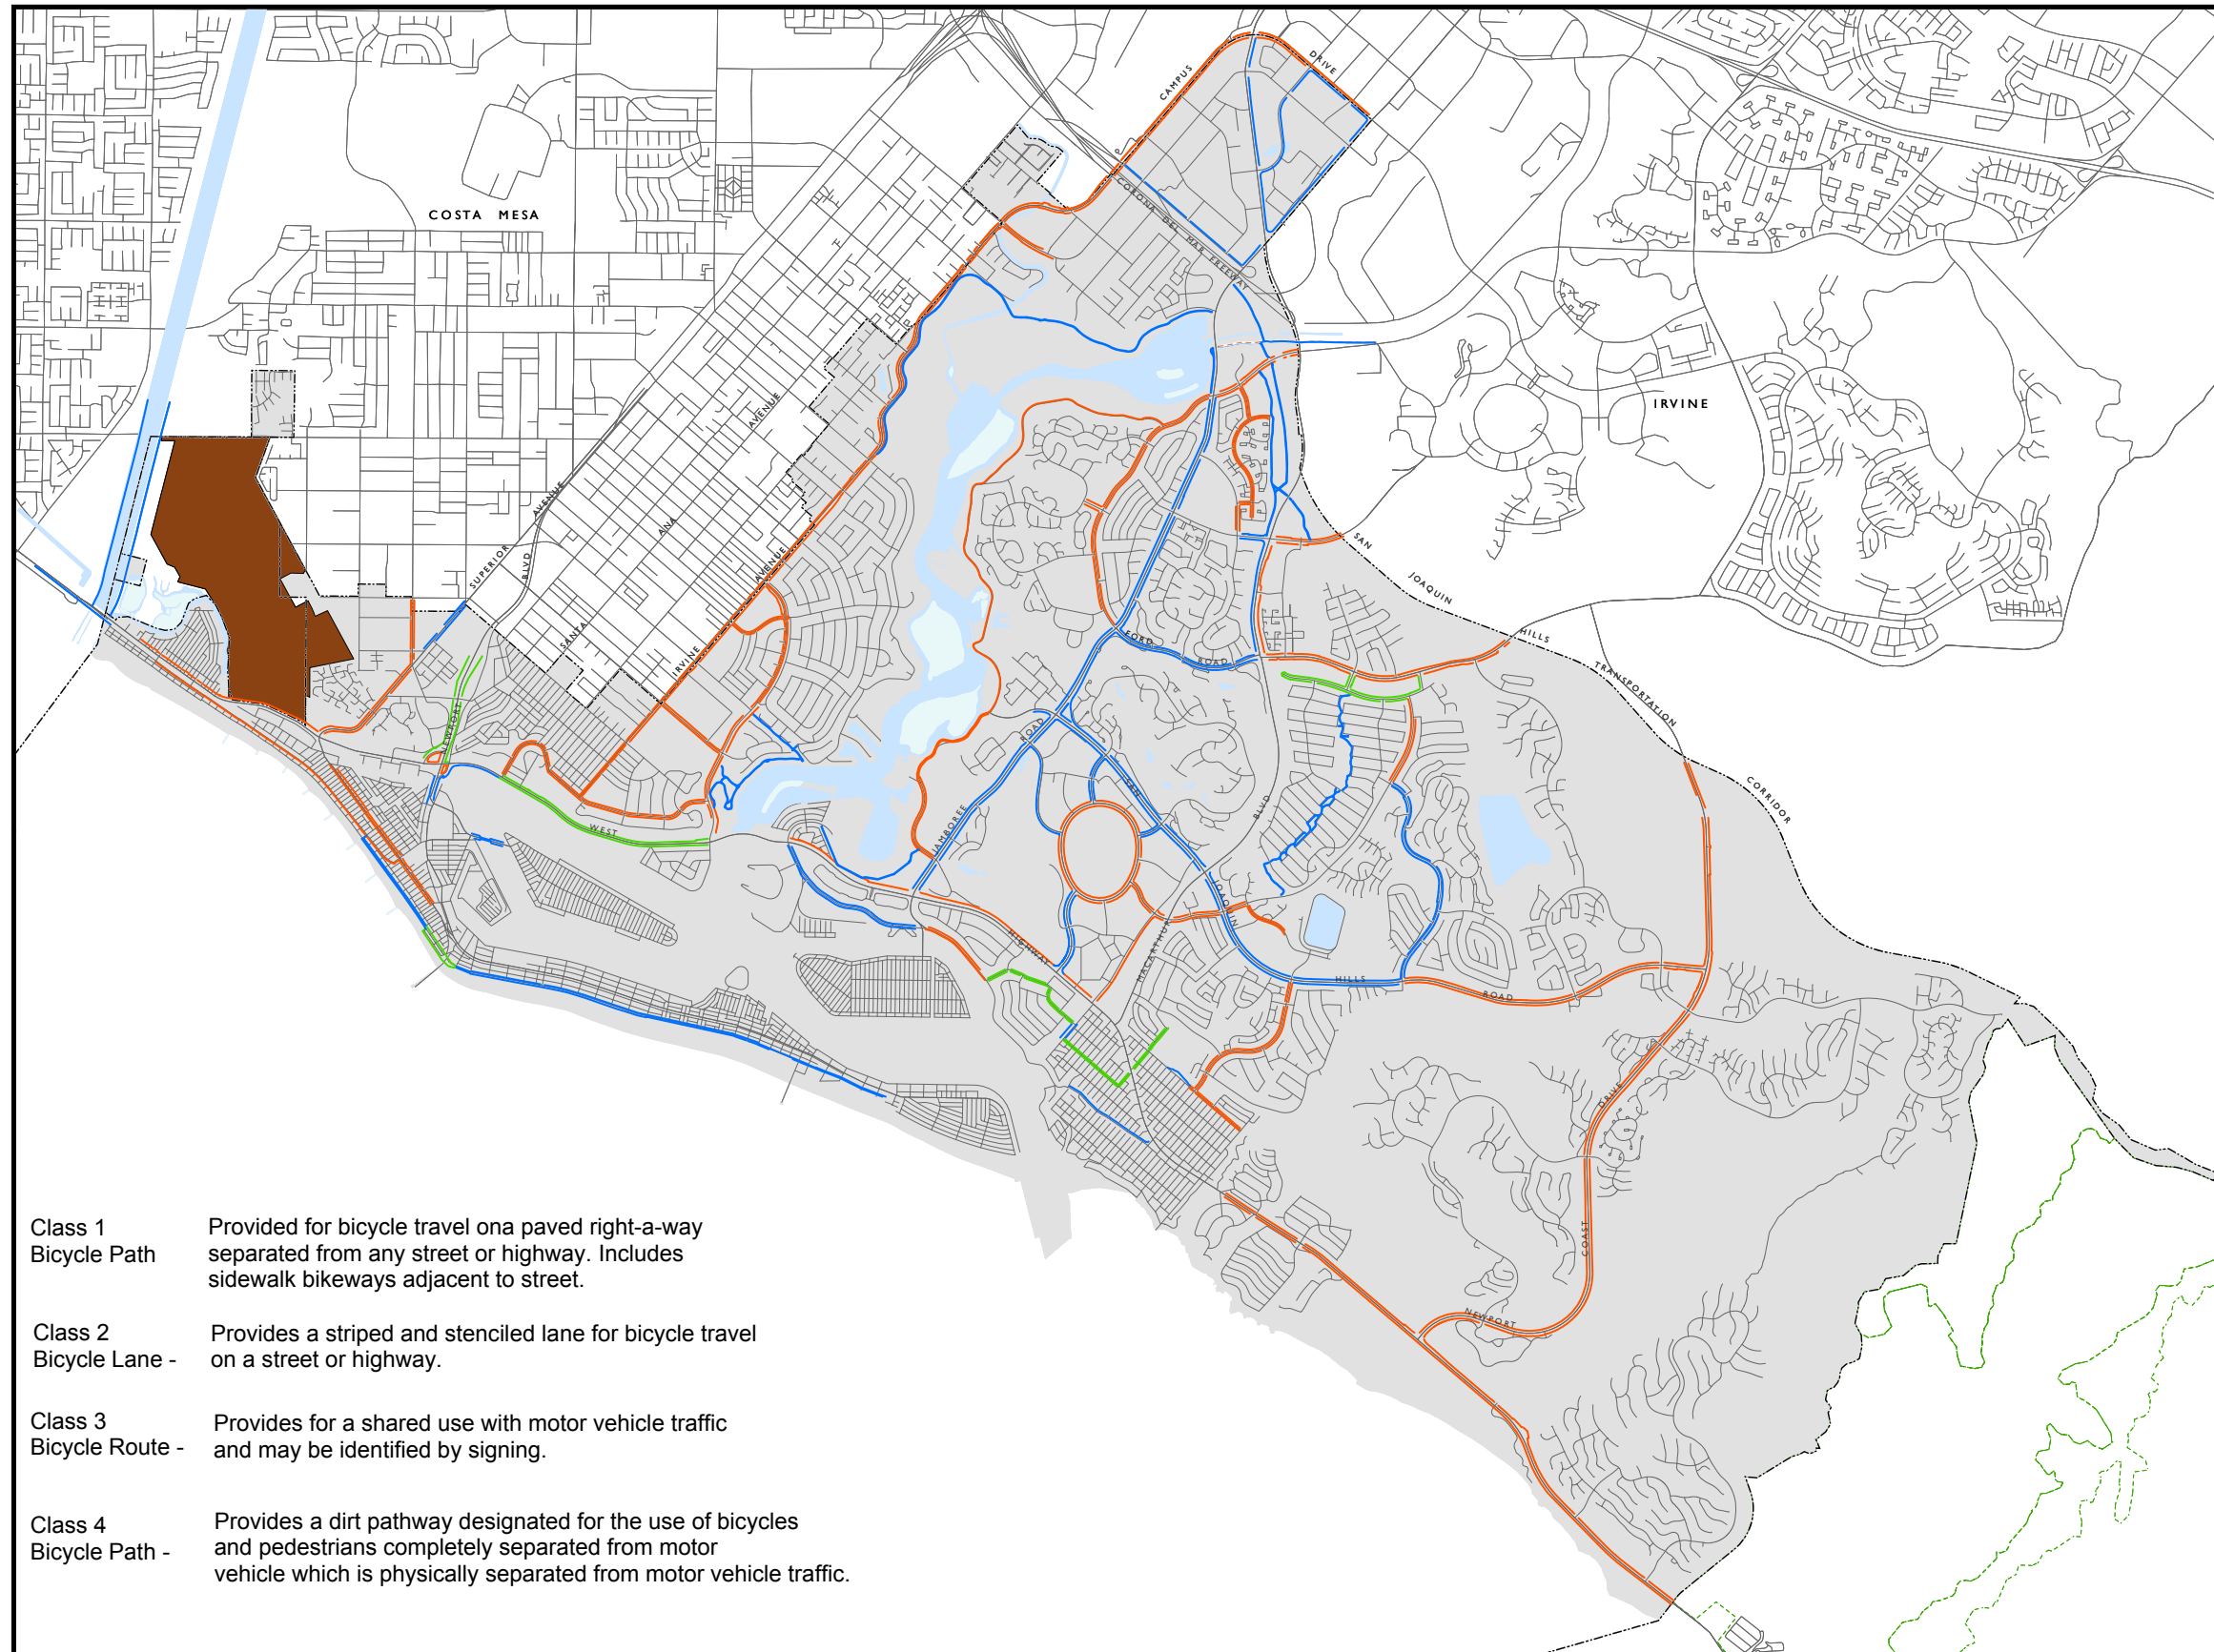 CAMPUS
DRIVE
COSTA MESA
CORONA DEL MAR FREEWAY
IRVINE
AVENUE
AVENUE
ANA
SANTA
SUPERIOR
BLVD
NEWPORT
AVENUE
IRVINE
SAN
JOAQUIN
HILLS
TRANSPORTATION
CORRIDOR
FORD
ROAD
ROAD
JAMBOREE
SAN
JOAQUIN
HILLS
ROAD
BLVD
MACARTHUR
WEST
HIGHWAY
DRIVE
COAST
NEWPORT
Class 1
Bicycle Path
Provided for bicycle travel ona paved right-a-way
separated from any street or highway. Includes
sidewalk bikeways adjacent to street.
Class 2
Bicycle Lane -
Provides a striped and stenciled lane for bicycle travel
on a street or highway.
Class 3
Bicycle Route -
Provides for a shared use with motor vehicle traffic
and may be identified by signing.
Class 4
Bicycle Path -
Provides a dirt pathway designated for the use of bicycles
and pedestrians completely separated from motor
vehicle which is physically separated from motor vehicle traffic.